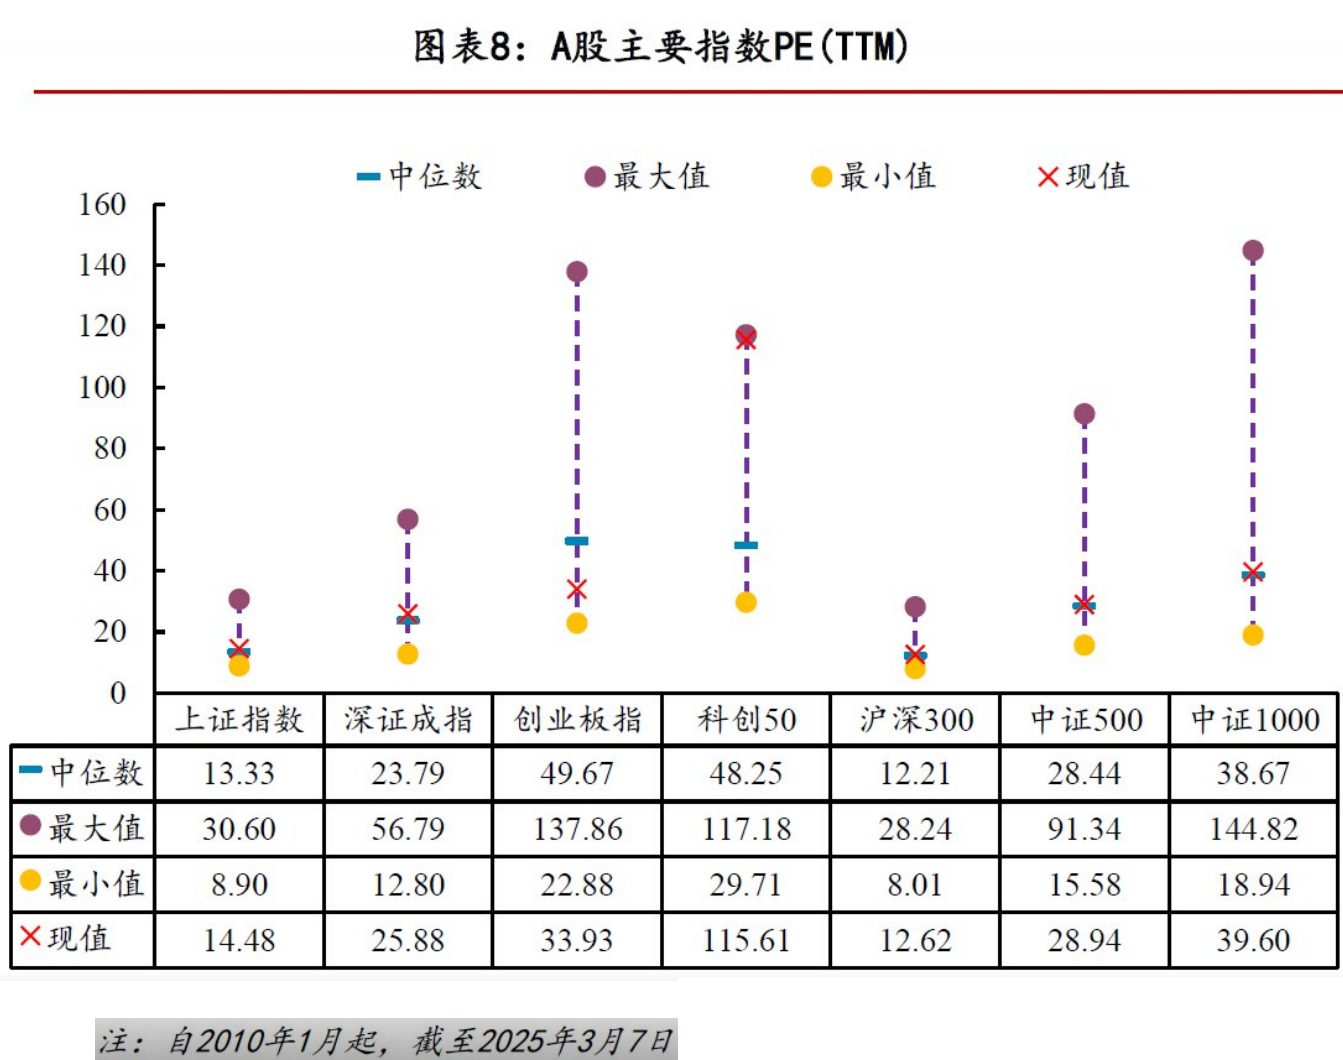 图表8：A股主要指数PE(TTM)
中位数 最大值 最小值 现值
160
140
120
100
80
60
40
20
0
上证指数 深证成指 创业板指 科创50 沪深300 中证500 中证1000
中位数 13.33 23.79 49.67 48.25 12.21 28.44 38.67
最大值 30.60 56.79 137.86 117.18 28.24 91.34 144.82
最小值 8.90 12.80 22.88 29.71 8.01 15.58 18.94
现值 14.48 25.88 33.93 115.61 12.62 28.94 39.60
注：自2010年1月起，截至2025年3月7日